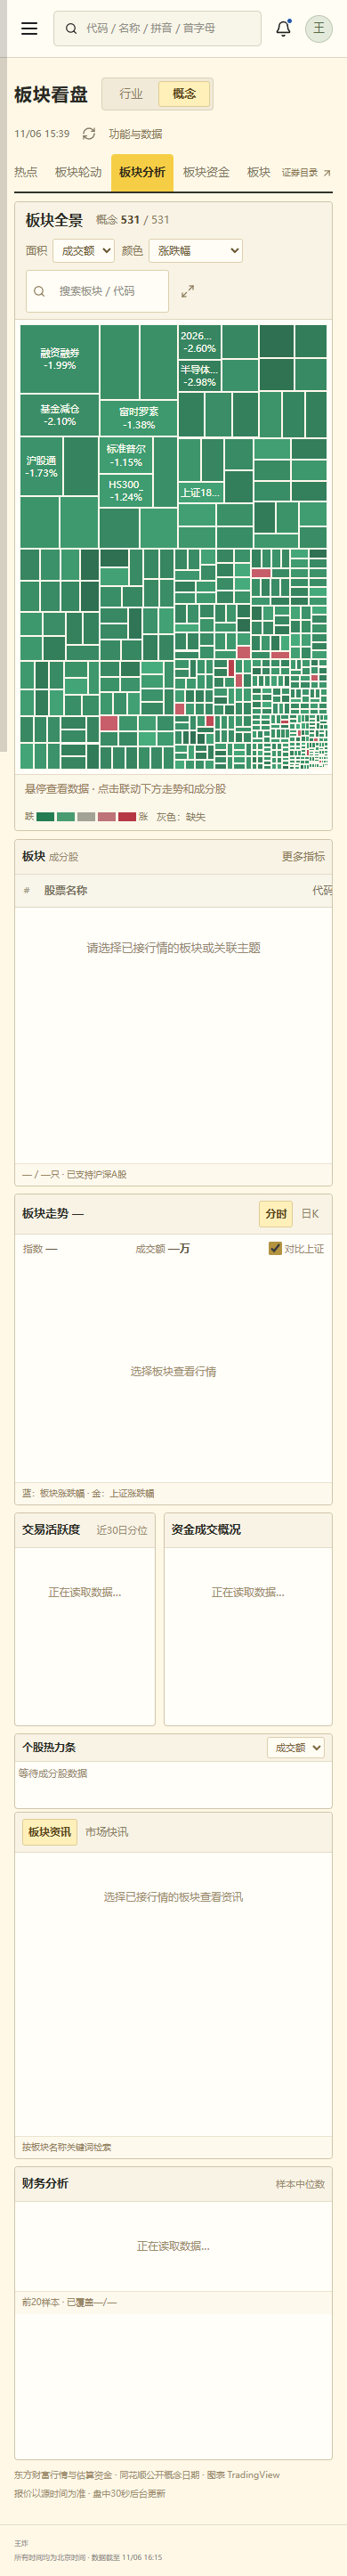 代码 / 名称 / 拼音 / 首字母
王
板块看盘
行业
概念
11/06 15:39
功能与数据
热点
板块轮动
板块分析
板块资金
板块
证券目录
板块全景
概念 531 / 531
面积
成交额
颜色
涨跌幅
搜索板块 / 代码
融资融券
-1.99%
2026...
-2.60%
半导体...
-2.98%
基金减仓
-2.10%
富时罗素
-1.38%
沪股通
-1.73%
标准普尔
-1.15%
HS300_
-1.24%
上证18...
悬停查看数据 · 点击联动下方走势和成分股
跌
涨
灰色：缺失
板块 成分股
更多指标
#
股票名称
代码
请选择已接行情的板块或关联主题
— / —只 · 已支持沪深A股
板块走势 —
分时
日K
指数 —
成交额 —万
对比上证
选择板块查看行情
蓝：板块涨跌幅 · 金：上证涨跌幅
交易活跃度
近30日分位
资金成交概况
正在读取数据...
正在读取数据...
个股热力条
成交额
等待成分股数据
板块资讯
市场快讯
选择已接行情的板块查看资讯
按板块名称关键词检索
财务分析
样本中位数
正在读取数据...
前20样本 · 已覆盖—/—
东方财富行情与估算资金 · 同花顺公开概念日期 · 图表 TradingView
报价以源时间为准 · 盘中30秒后台更新
王炸
所有时间均为北京时间 · 数据截至 11/06 16:15